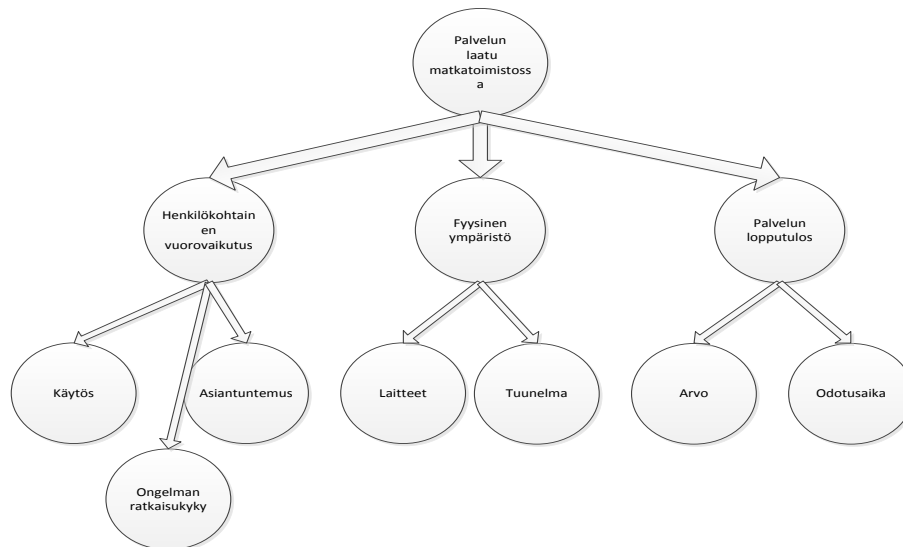 Palvelun
laatu
matkatoimistoss
a
Henkilökohtain
en
vuorovaikutus
Fyysinen
ympäristö
Palvelun
lopputulos
Käytös
Asiantuntemus
Laitteet
Tuunelma
Arvo
Odotusaika
Ongelman
ratkaisukyky